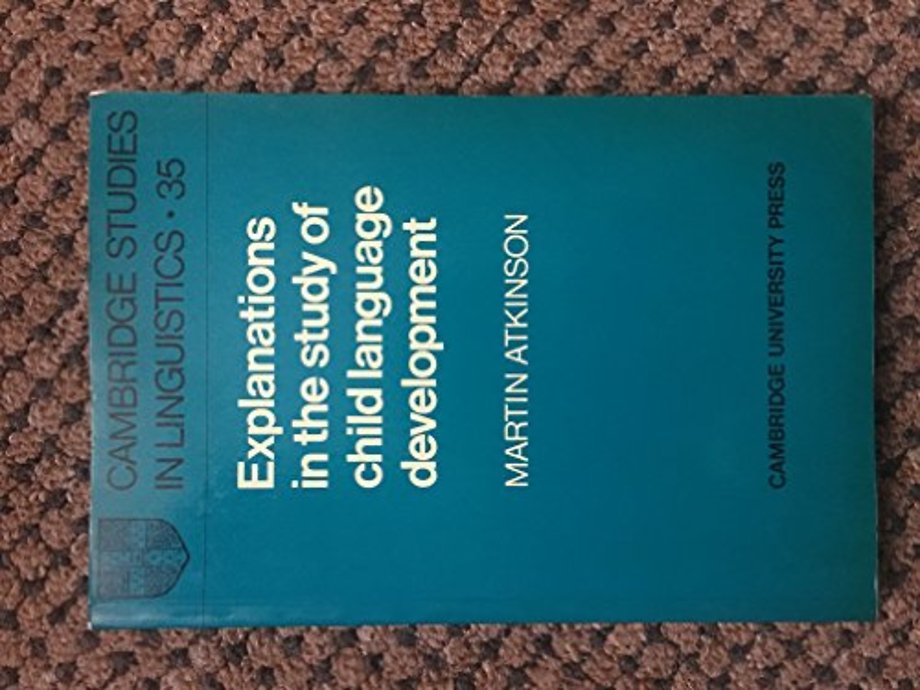 CAMBRIDGE STUDIES
IN LINGUISTICS · 35
Explanations
in the study of
child language
development
MARTIN ATKINSON
CAMBRIDGE UNIVERSITY PRESS